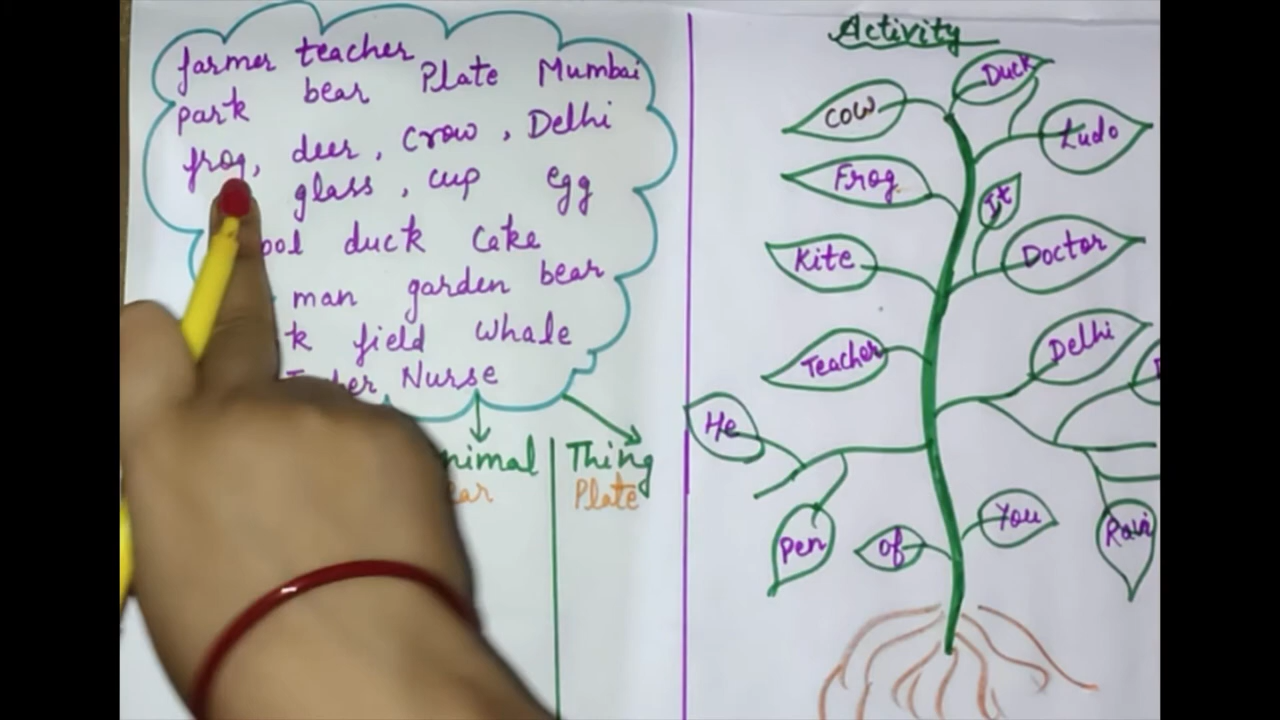 farmer teacher
park bear Plate Mumbai
frog, deer, crow, Delhi
glass, cup egg
duck Cake
man garden bear
field whale
Nurse
Thing
Plate
Activity
Duck
Cow
Ludo
Frog
It
Kite
Doctor
Teacher
Delhi
He
Pen
of
You